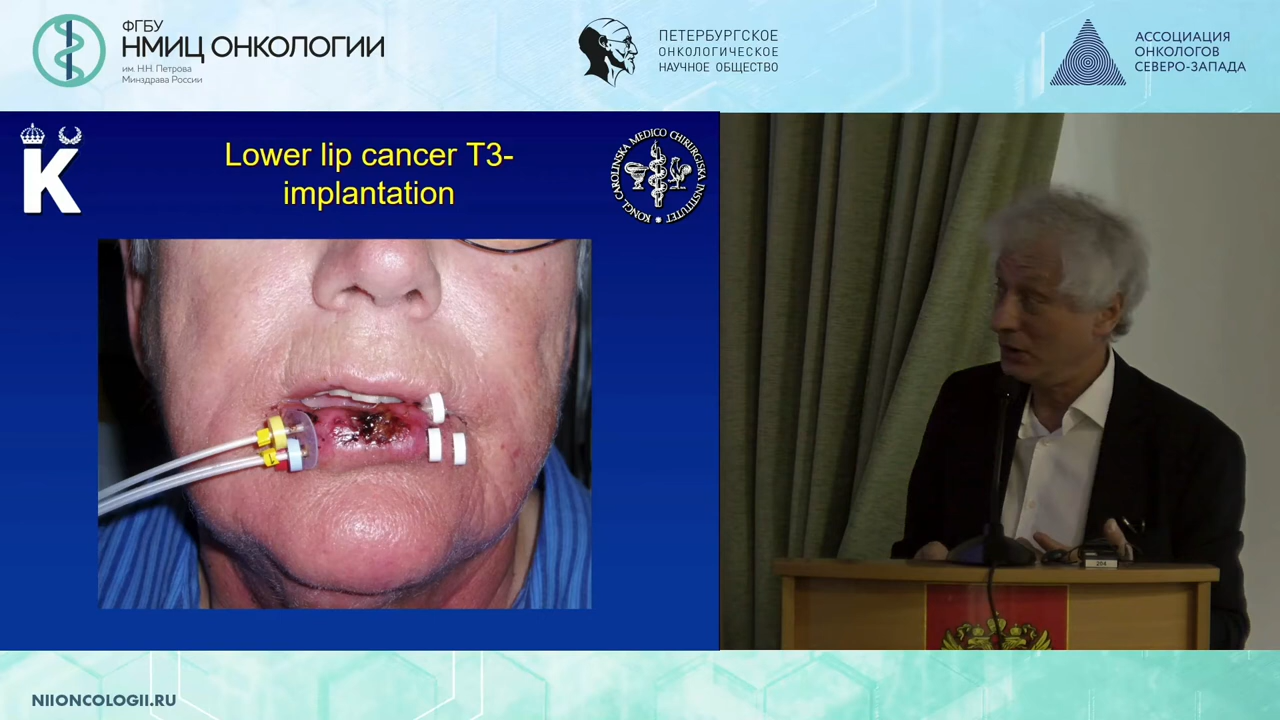 ФГБУ
НМИЦ ОНКОЛОГИИ
им. Н.Н. Петрова
Минздрава России
ПЕТЕРБУРГСКОЕ
ОНКОЛОГИЧЕСКОЕ
НАУЧНОЕ ОБЩЕСТВО
АССОЦИАЦИЯ
ОНКОЛОГОВ
СЕВЕРО-ЗАПАДА
K
Lower lip cancer T3-
implantation
KONGL CAROLINSKA MEDICO CHIRURGISKA INSTITUTET
204
NIIONCOLOGII.RU